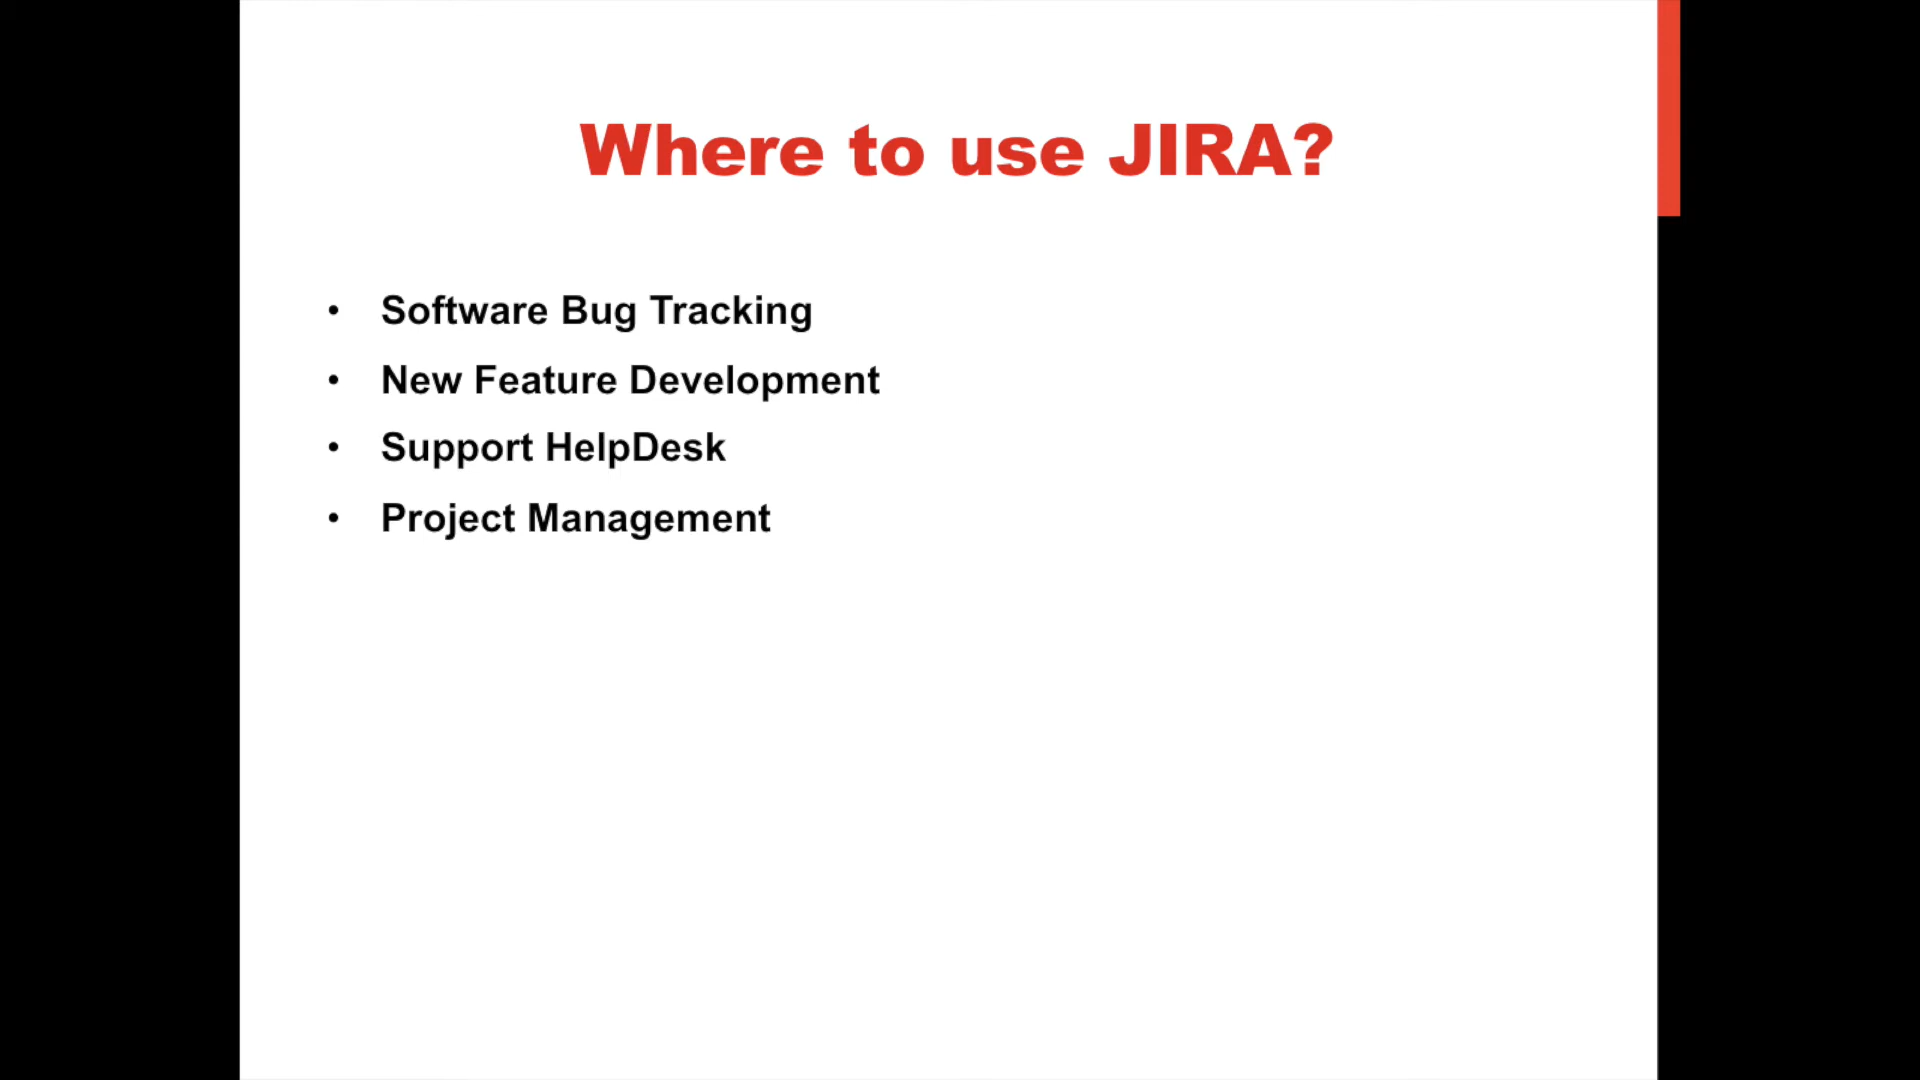 Where to use JIRA?
• Software Bug Tracking
• New Feature Development
• Support HelpDesk
• Project Management